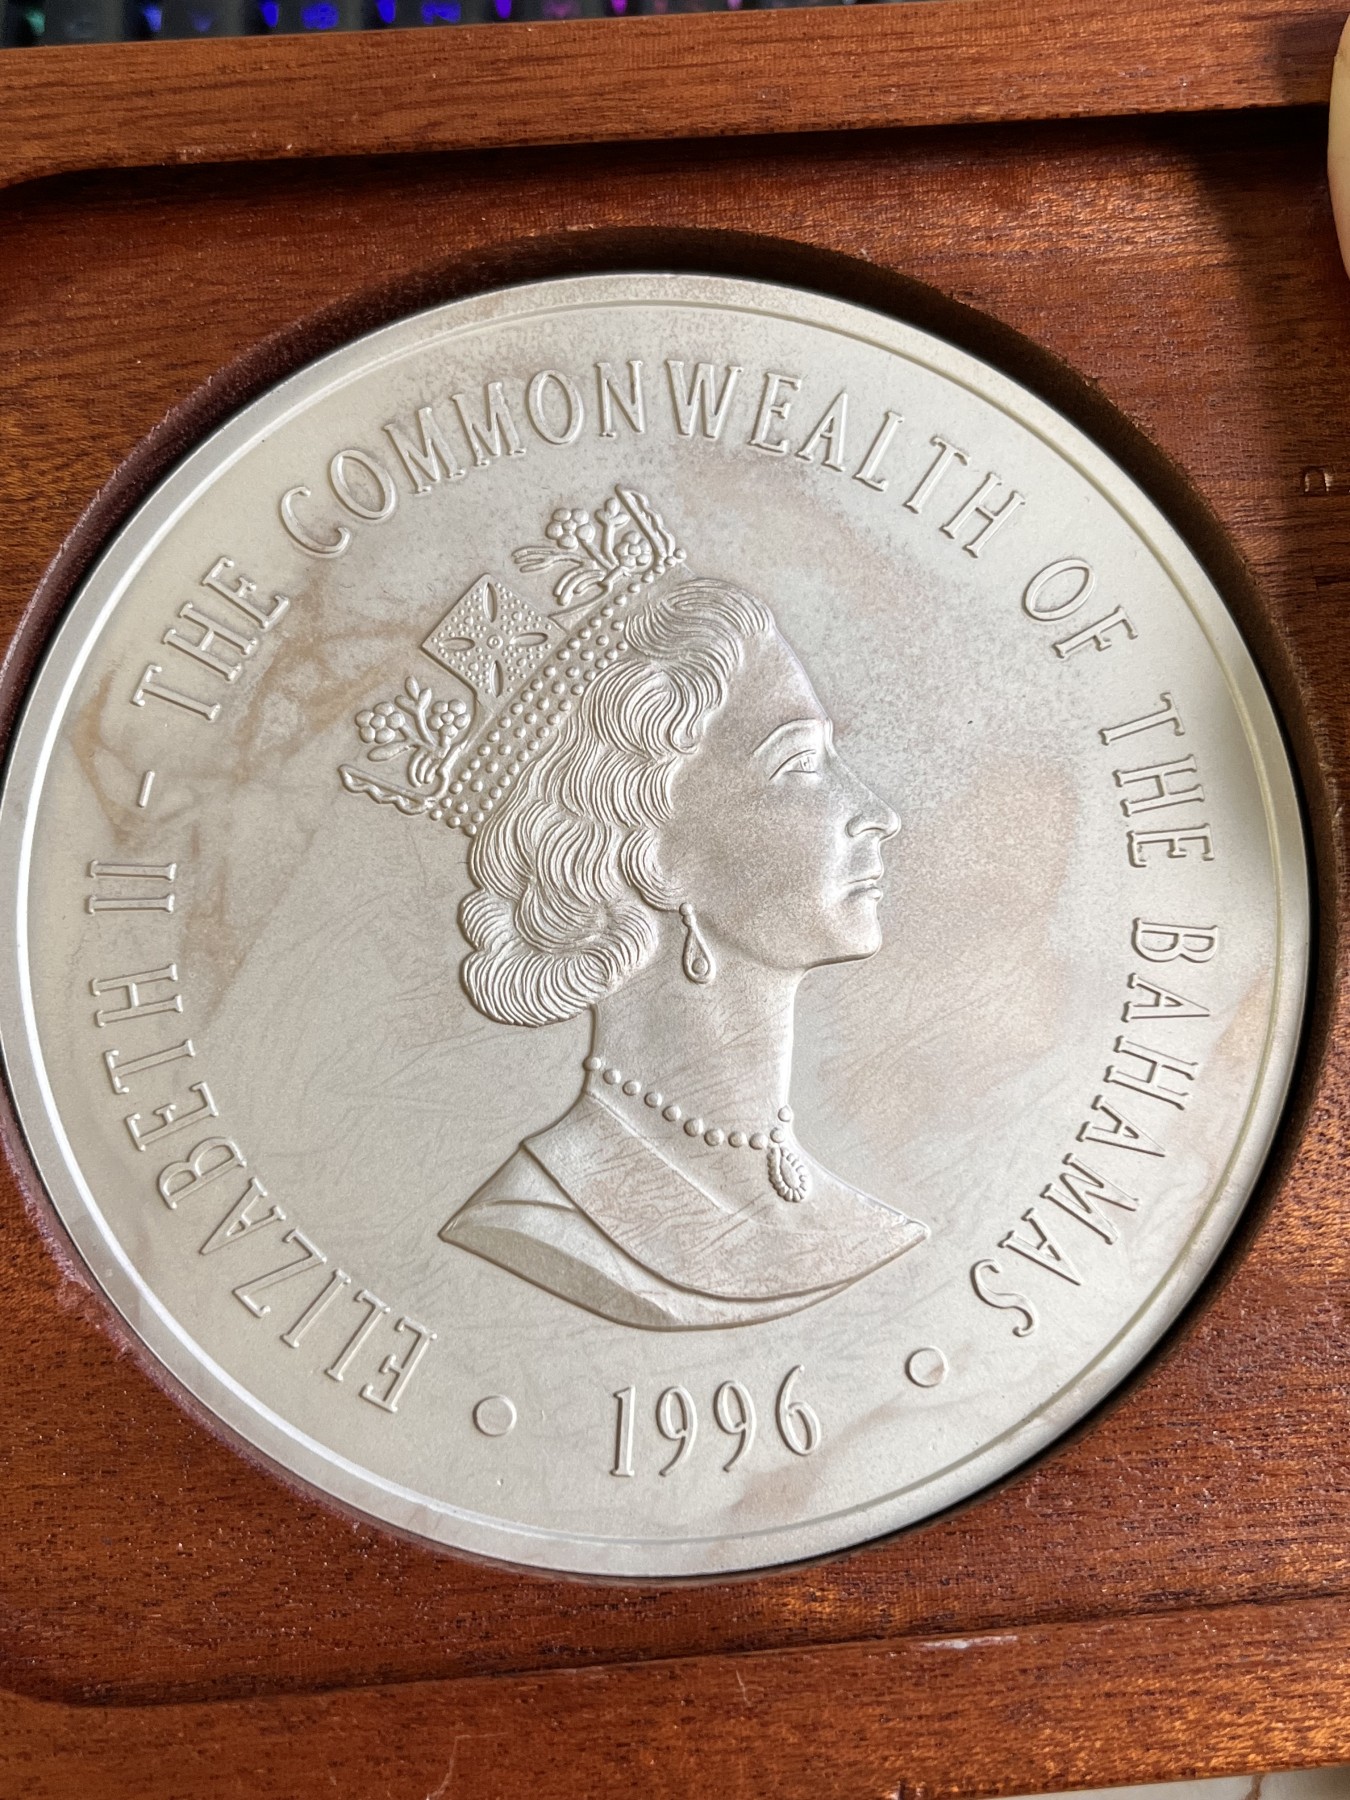 ELIZABETH II - THE COMMONWEALTH OF THE BAHAMAS
1996